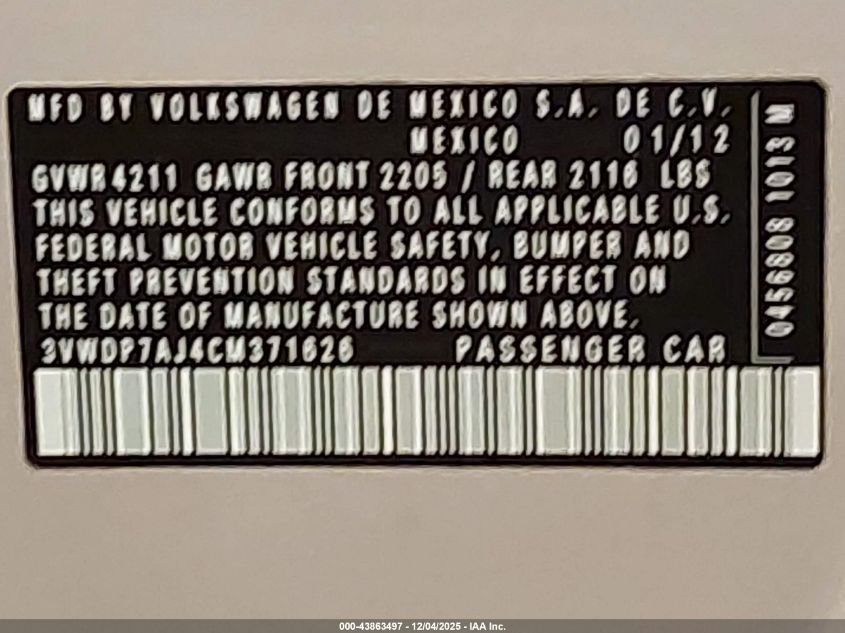 MFD BY VOLKSWAGEN DE MEXICO S.A. DE C.V.
MEXICO 01/12
GVWR 4211 GAWR FRONT 2205 / REAR 2116 LBS
THIS VEHICLE CONFORMS TO ALL APPLICABLE U.S.
FEDERAL MOTOR VEHICLE SAFETY, BUMPER AND
THEFT PREVENTION STANDARDS IN EFFECT ON
THE DATE OF MANUFACTURE SHOWN ABOVE.
3VWDP7AJ4CM371626 PASSENGER CAR
0456808 1013 M
000-43863497 - 12/04/2025 - IAA Inc.